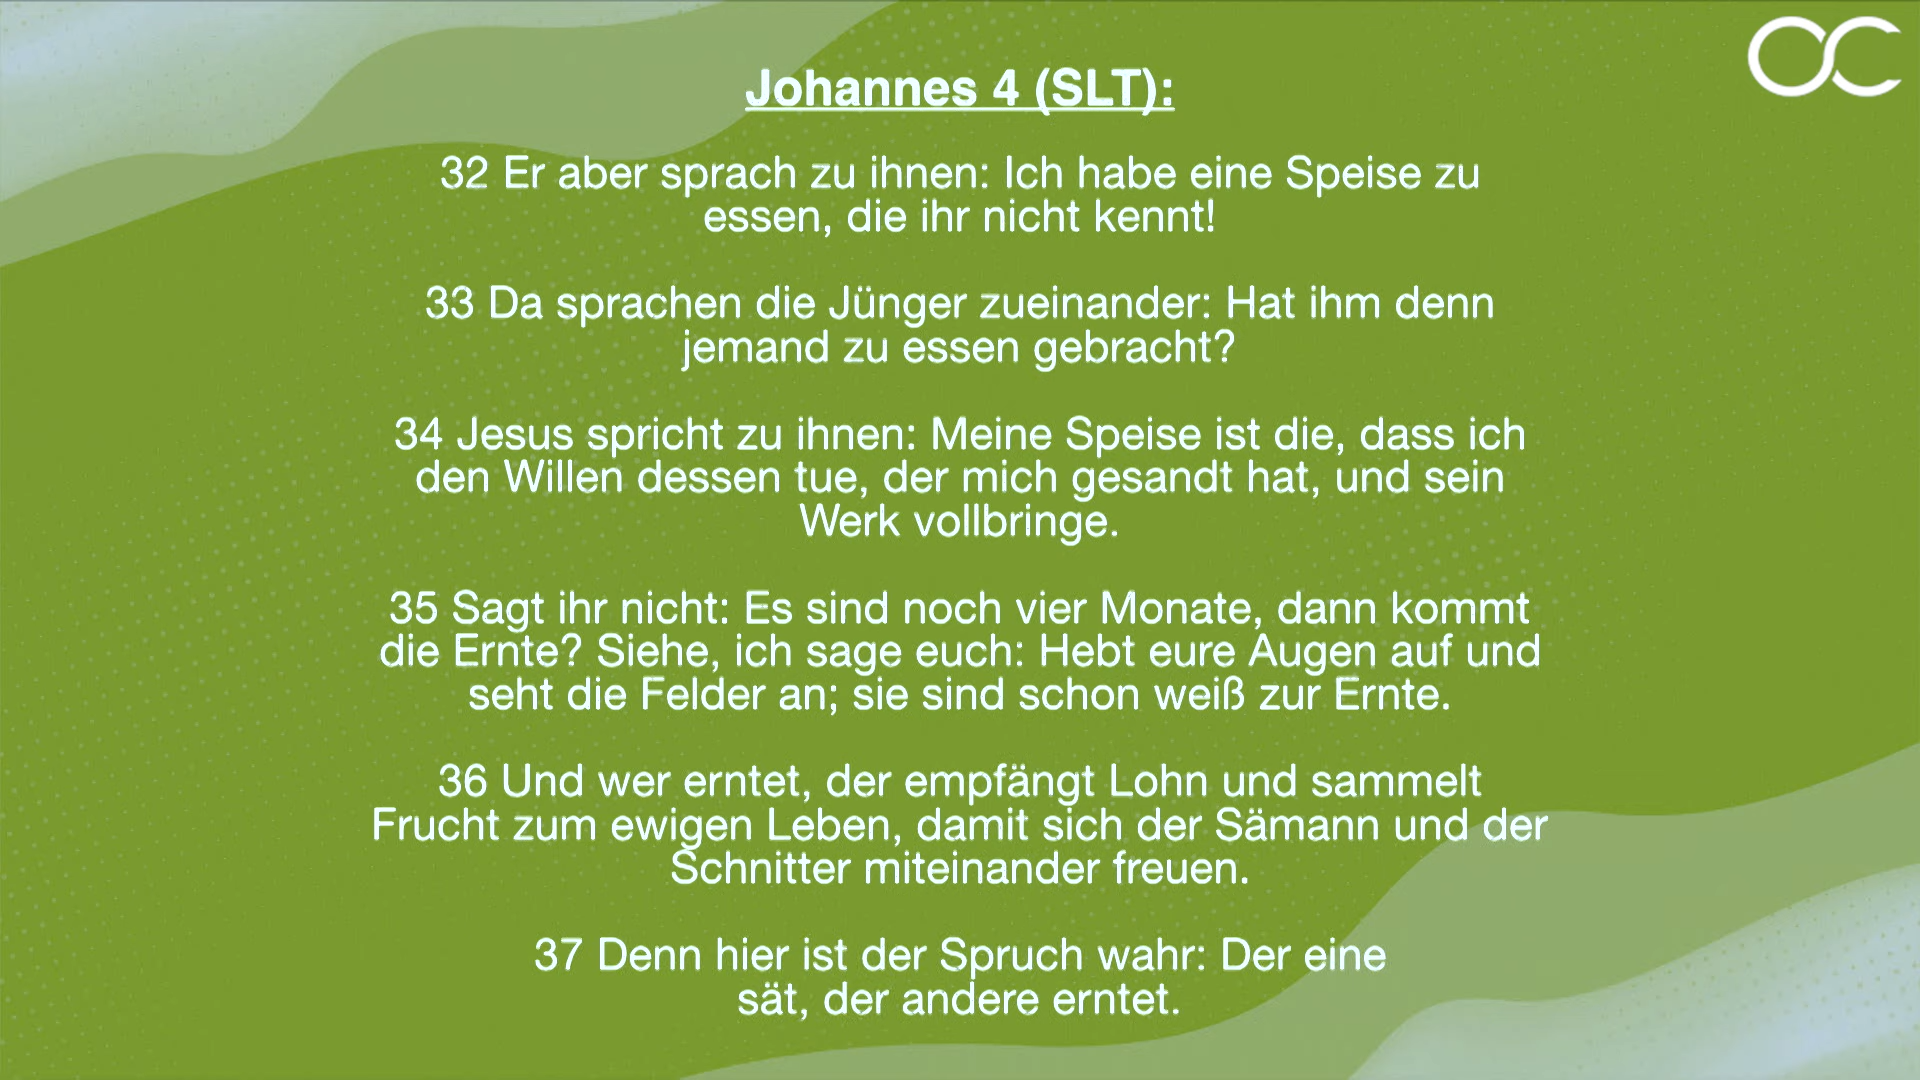 OC
Johannes 4 (SLT):
32 Er aber sprach zu ihnen: Ich habe eine Speise zu
essen, die ihr nicht kennt!
33 Da sprachen die Jünger zueinander: Hat ihm denn
jemand zu essen gebracht?
34 Jesus spricht zu ihnen: Meine Speise ist die, dass ich
den Willen dessen tue, der mich gesandt hat, und sein
Werk vollbringe.
35 Sagt ihr nicht: Es sind noch vier Monate, dann kommt
die Ernte? Siehe, ich sage euch: Hebt eure Augen auf und
seht die Felder an; sie sind schon weiß zur Ernte.
36 Und wer erntet, der empfängt Lohn und sammelt
Frucht zum ewigen Leben, damit sich der Sämann und der
Schnitter miteinander freuen.
37 Denn hier ist der Spruch wahr: Der eine
sät, der andere erntet.